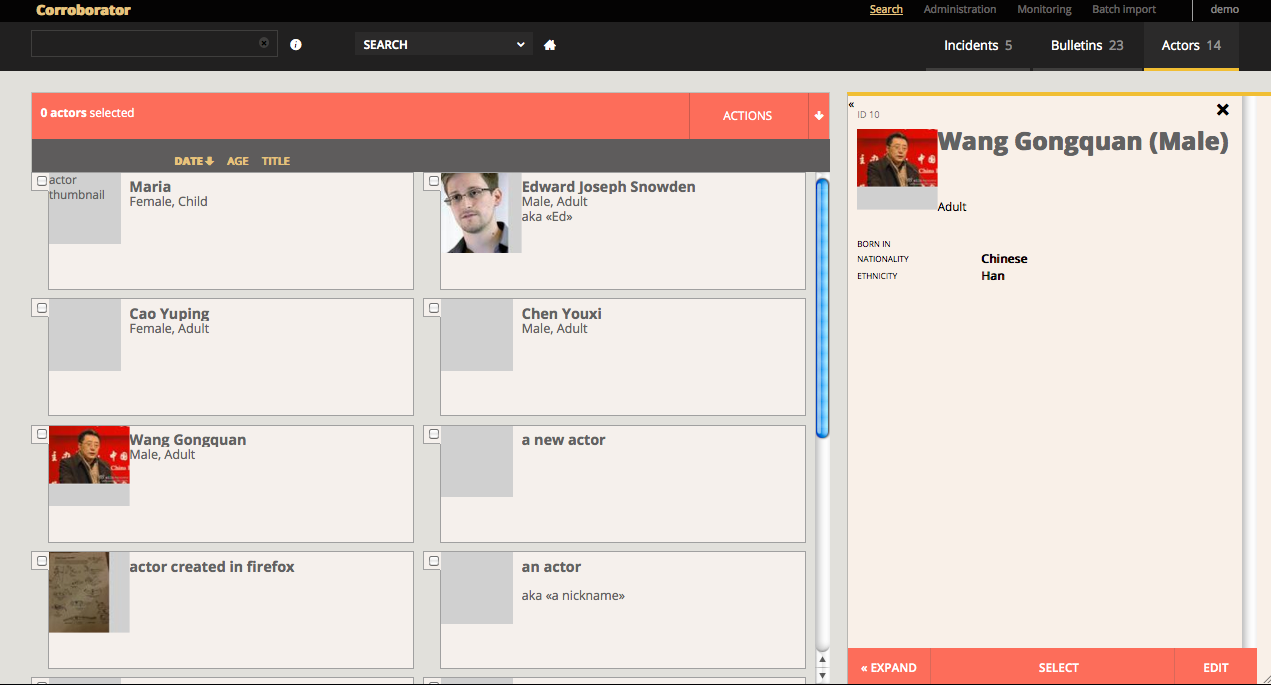 Corroborator
Search Administration Monitoring Batch import demo
SEARCH
Incidents 5 Bulletins 23 Actors 14
0 actors selected
ACTIONS
DATE AGE TITLE
actor thumbnail
Maria
Female, Child
Edward Joseph Snowden
Male, Adult
aka «Ed»
Cao Yuping
Female, Adult
Chen Youxi
Male, Adult
Wang Gongquan
Male, Adult
a new actor
actor created in firefox
an actor
aka «a nickname»
«
ID 10
Wang Gongquan (Male)
Adult
BORN IN
NATIONALITY Chinese
ETHNICITY Han
« EXPAND SELECT EDIT